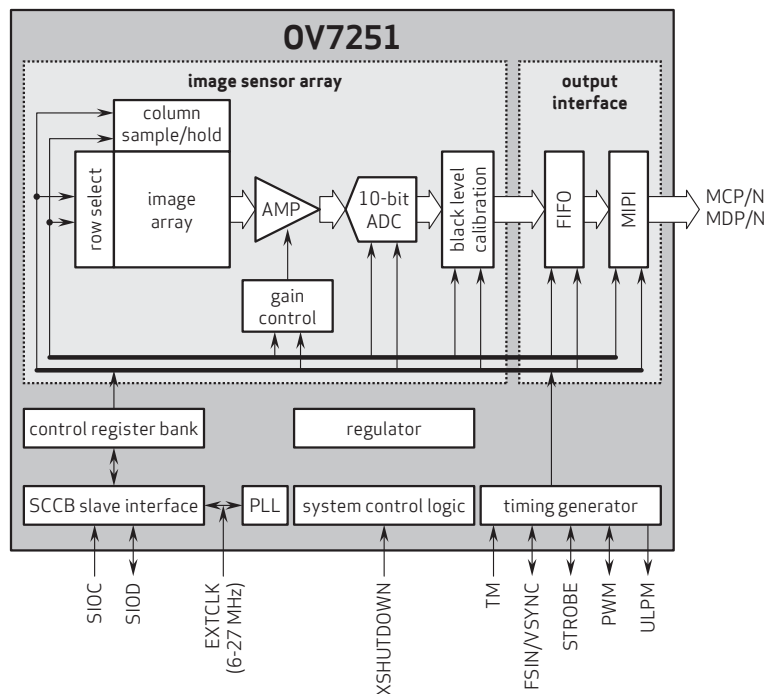 OV7251
image sensor array
output
interface
column
sample/hold
row select
image
array
AMP
10-bit
ADC
black level
calibration
FIFO
MIPI
MCP/N
MDP/N
gain
control
control register bank
regulator
SCCB slave interface
PLL
system control logic
timing generator
SIOC
SIOD
EXTCLK
(6-27 MHz)
XSHUTDOWN
TM
FSIN/VSYNC
STROBE
PWM
ULPM